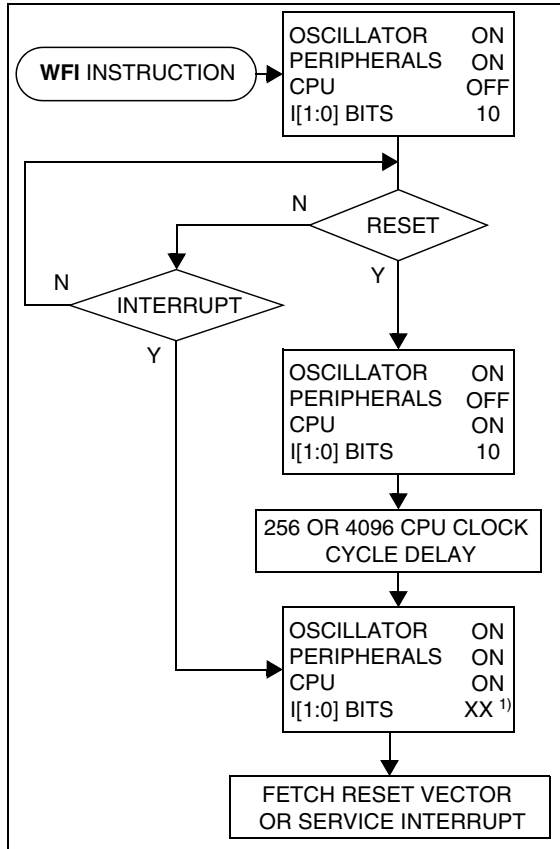 WFI INSTRUCTION
OSCILLATOR ON
PERIPHERALS ON
CPU OFF
I[1:0] BITS 10
N
RESET
Y
N
INTERRUPT
Y
OSCILLATOR ON
PERIPHERALS OFF
CPU ON
I[1:0] BITS 10
256 OR 4096 CPU CLOCK
CYCLE DELAY
OSCILLATOR ON
PERIPHERALS ON
CPU ON
I[1:0] BITS XX 1)
FETCH RESET VECTOR
OR SERVICE INTERRUPT